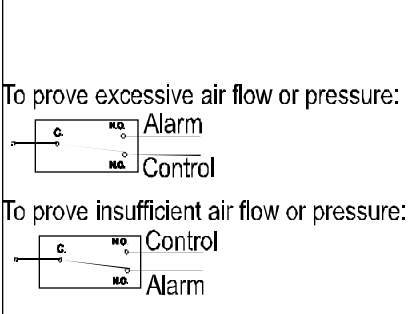 To prove excessive air flow or pressure:
C. N.O. Alarm
N.C. Control
To prove insufficient air flow or pressure:
C. N.O. Control
N.C. Alarm